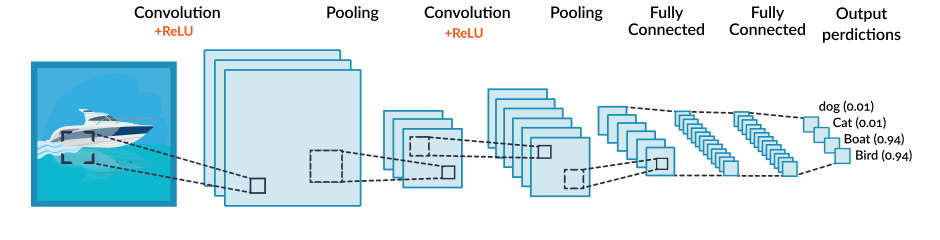 Convolution
+ReLU
Pooling
Convolution
+ReLU
Pooling
Fully
Connected
Fully
Connected
Output
perdictions
dog (0.01)
Cat (0.01)
Boat (0.94)
Bird (0.94)